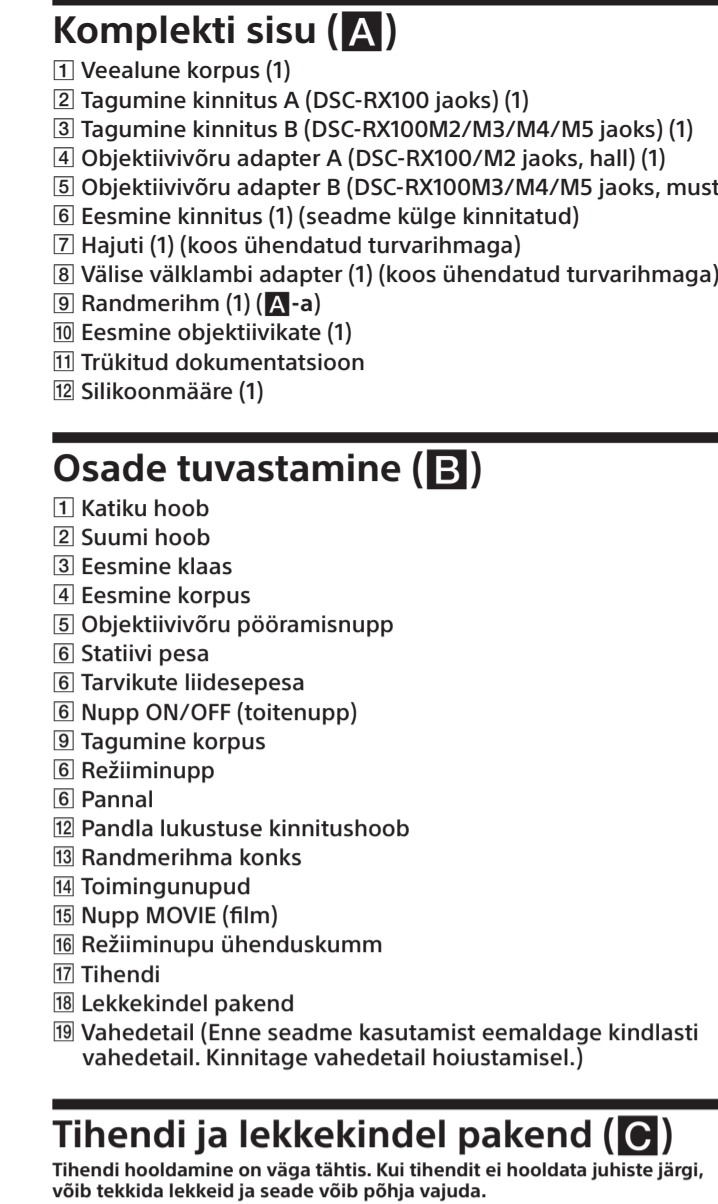 Komplekti sisu (A)
1 Veealune korpus (1)
2 Tagumine kinnitus A (DSC-RX100 jaoks) (1)
3 Tagumine kinnitus B (DSC-RX100M2/M3/M4/M5 jaoks) (1)
4 Objektiivivõru adapter A (DSC-RX100/M2 jaoks, hall) (1)
5 Objektiivivõru adapter B (DSC-RX100M3/M4/M5 jaoks, must
6 Eesmine kinnitus (1) (seadme külge kinnitatud)
7 Hajuti (1) (koos ühendatud turvarihmaga)
8 Välise välklambi adapter (1) (koos ühendatud turvarihmaga)
9 Randmerihm (1) (A-a)
10 Eesmine objektiivikate (1)
11 Trükitud dokumentatsioon
12 Silikoonmääre (1)
Osade tuvastamine (B)
1 Katiku hoob
2 Suumi hoob
3 Eesmine klaas
4 Eesmine korpus
5 Objektiivivõru pööramisnupp
6 Statiivi pesa
6 Tarvikute liidesepesa
6 Nupp ON/OFF (toitenupp)
9 Tagumine korpus
6 Režiiminupp
6 Pannal
12 Pandla lukustuse kinnitushoob
13 Randmerihma konks
14 Toimingunupud
15 Nupp MOVIE (film)
16 Režiiminupu ühenduskumm
17 Tihendi
18 Lekkekindel pakend
19 Vahedetail (Enne seadme kasutamist eemaldage kindlasti
vahedetail. Kinnitage vahedetail hoiustamisel.)
Tihendi ja lekkekindel pakend (C)
Tihendi hooldamine on väga tähtis. Kui tihendit ei hooldata juhiste järgi,
võib tekkida lekkeid ja seade võib põhja vajuda.